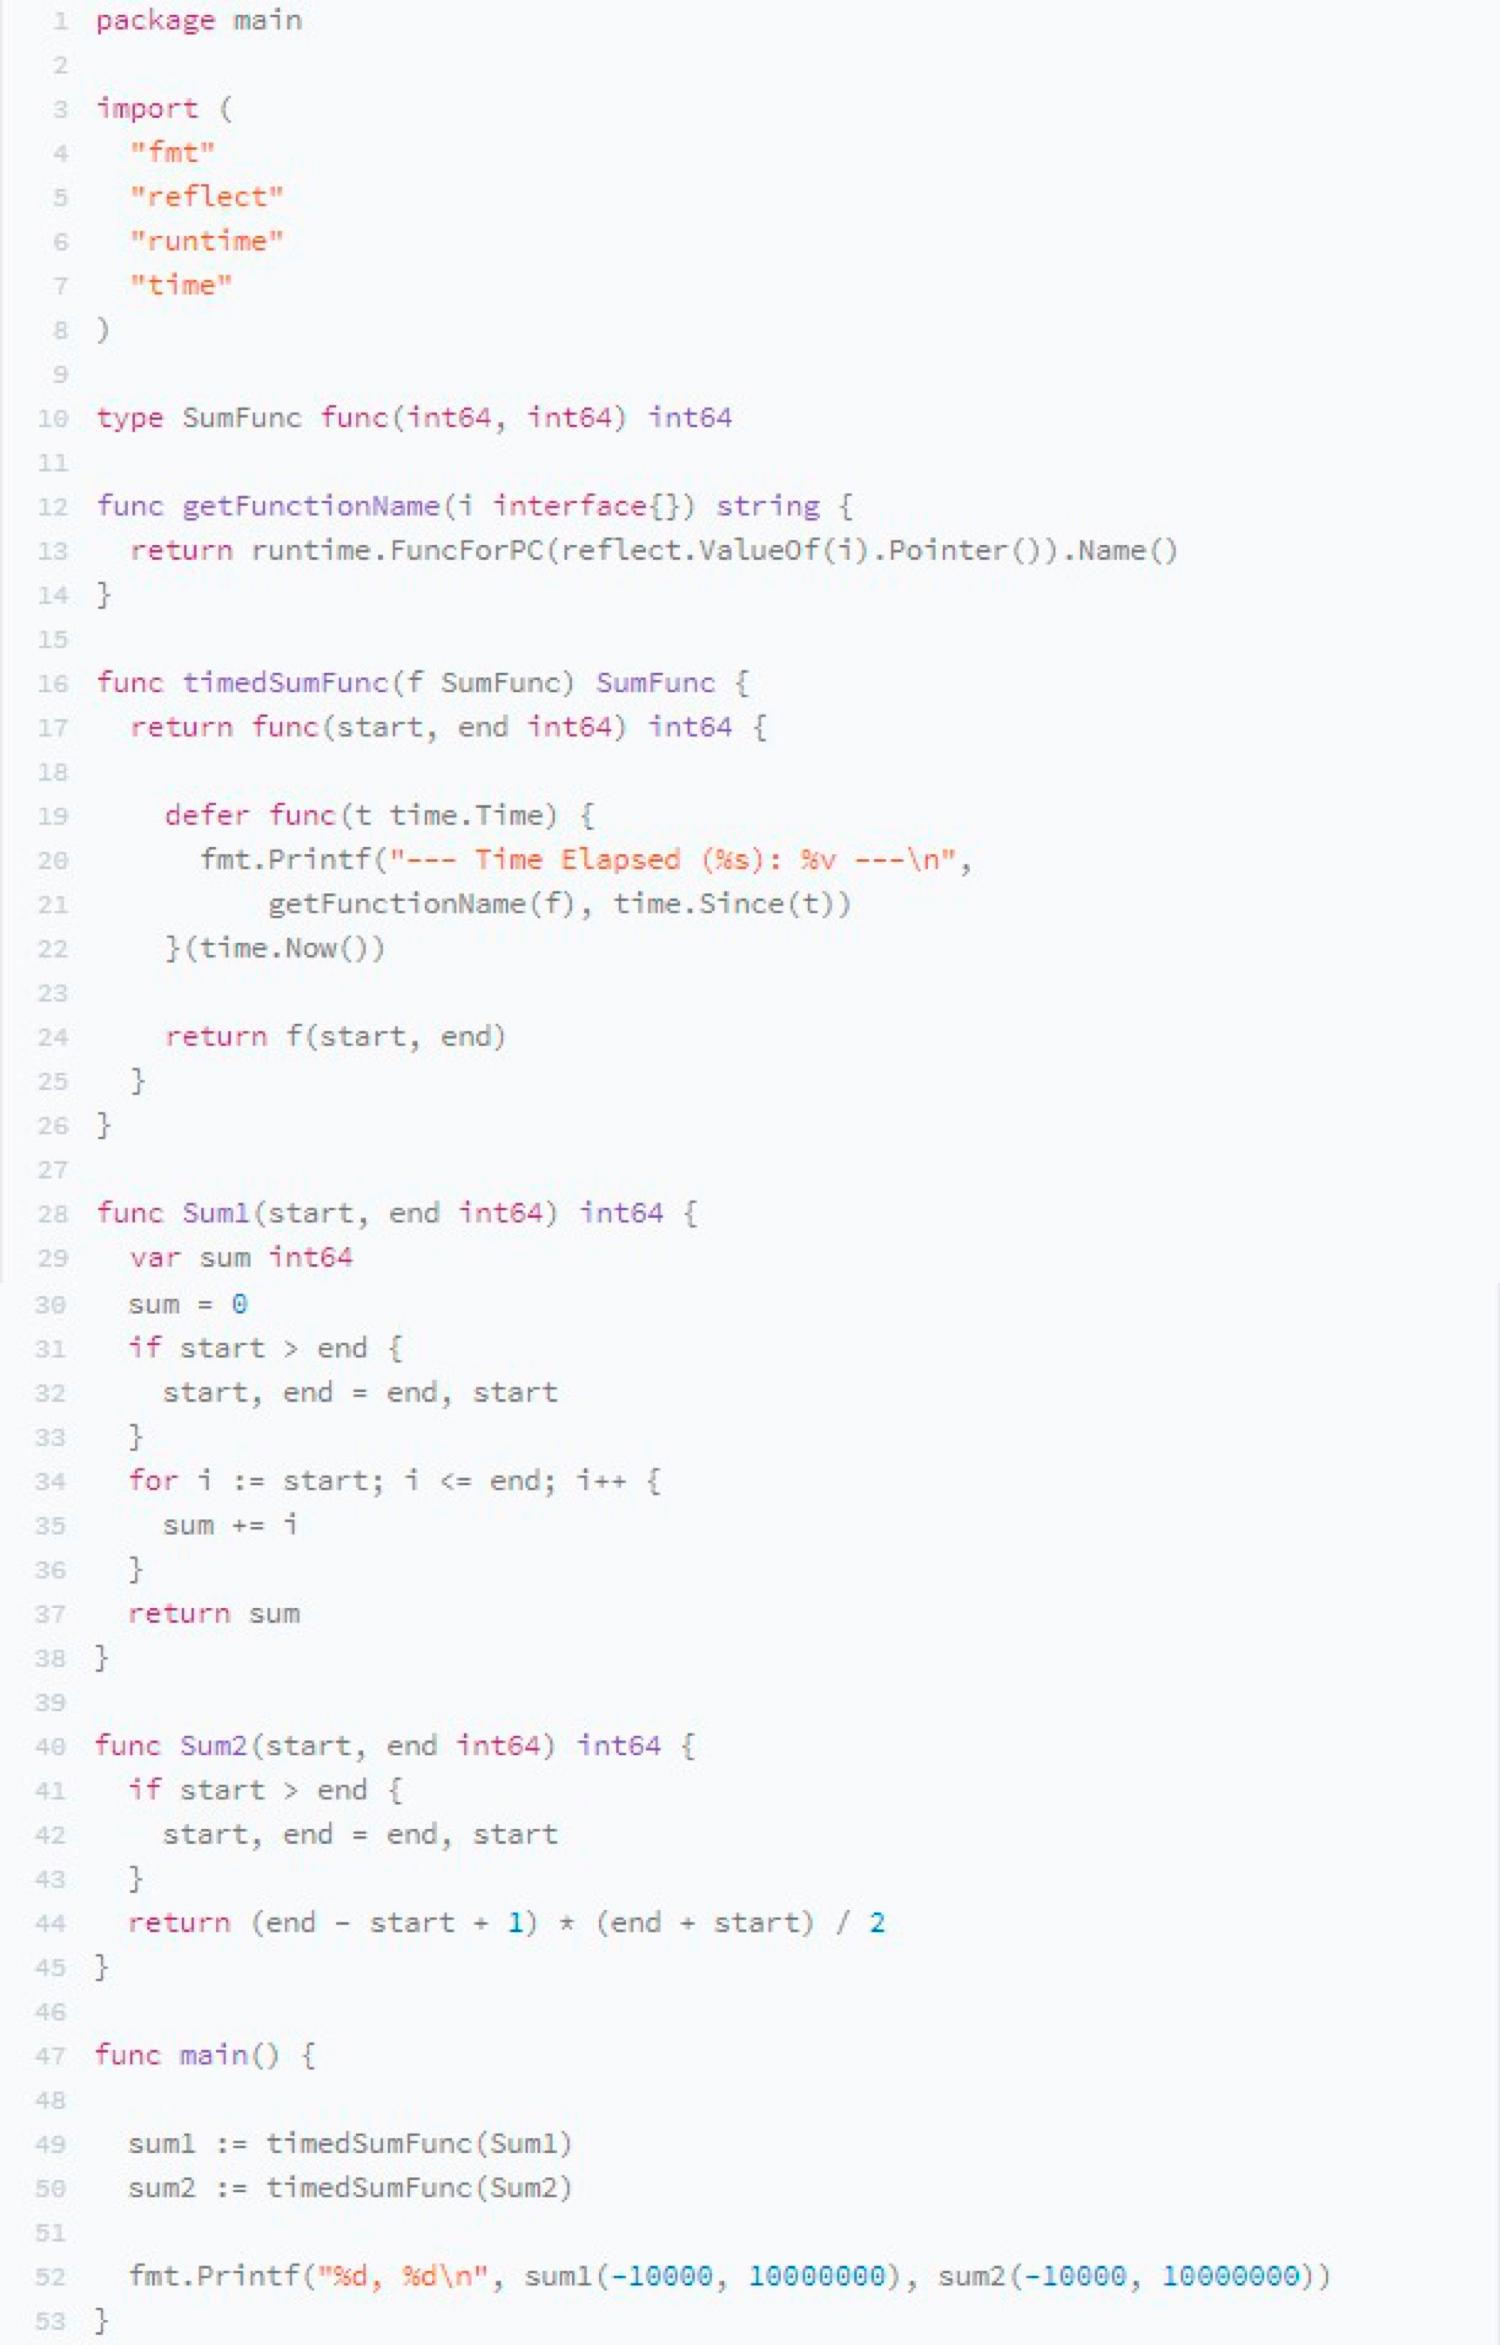 1 package main
2
3 import (
4   "fmt"
5   "reflect"
6   "runtime"
7   "time"
8 )
9
10 type SumFunc func(int64, int64) int64
11
12 func getFunctionName(i interface{}) string {
13   return runtime.FuncForPC(reflect.ValueOf(i).Pointer()).Name()
14 }
15
16 func timedSumFunc(f SumFunc) SumFunc {
17   return func(start, end int64) int64 {
18
19     defer func(t time.Time) {
20       fmt.Printf("--- Time Elapsed (%s): %v ---\n",
21           getFunctionName(f), time.Since(t))
22     }(time.Now())
23
24     return f(start, end)
25   }
26 }
27
28 func Sum1(start, end int64) int64 {
29   var sum int64
30   sum = 0
31   if start > end {
32     start, end = end, start
33   }
34   for i := start; i <= end; i++ {
35     sum += i
36   }
37   return sum
38 }
39
40 func Sum2(start, end int64) int64 {
41   if start > end {
42     start, end = end, start
43   }
44   return (end - start + 1) * (end + start) / 2
45 }
46
47 func main() {
48
49   sum1 := timedSumFunc(Sum1)
50   sum2 := timedSumFunc(Sum2)
51
52   fmt.Printf("%d, %d\n", sum1(-10000, 10000000), sum2(-10000, 10000000))
53 }